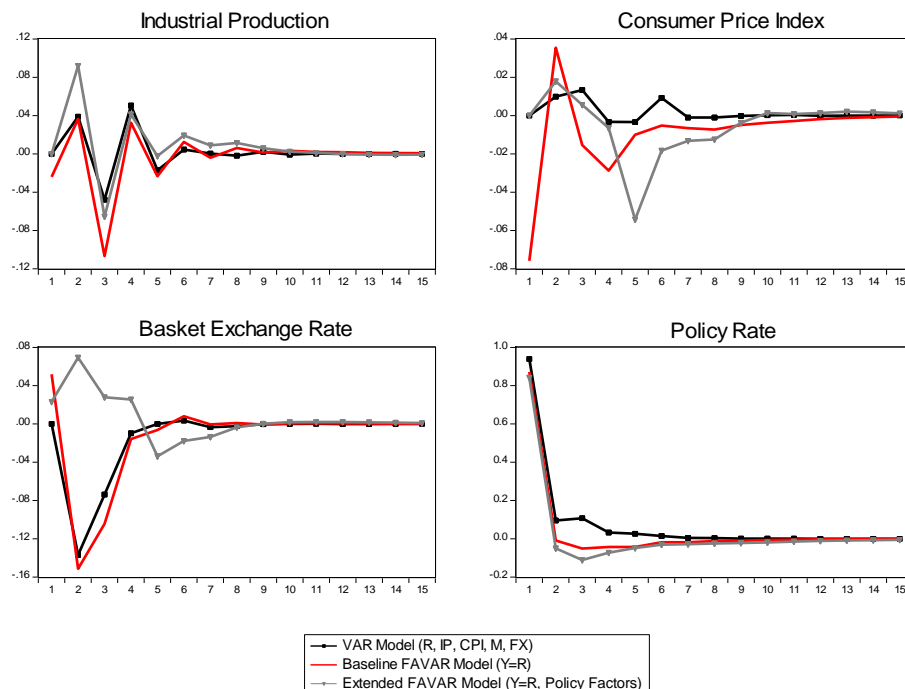 Industrial Production
.12
.08
.04
.00
-.04
-.08
-.12
1 2 3 4 5 6 7 8 9 10 11 12 13 14 15
Consumer Price Index
.04
.00
-.04
-.08
1 2 3 4 5 6 7 8 9 10 11 12 13 14 15
Basket Exchange Rate
.08
.04
.00
-.04
-.08
-.12
-.16
1 2 3 4 5 6 7 8 9 10 11 12 13 14 15
Policy Rate
1.0
0.8
0.6
0.4
0.2
0.0
-0.2
1 2 3 4 5 6 7 8 9 10 11 12 13 14 15
VAR Model (R, IP, CPI, M, FX)
Baseline FAVAR Model (Y=R)
Extended FAVAR Model (Y=R, Policy Factors)